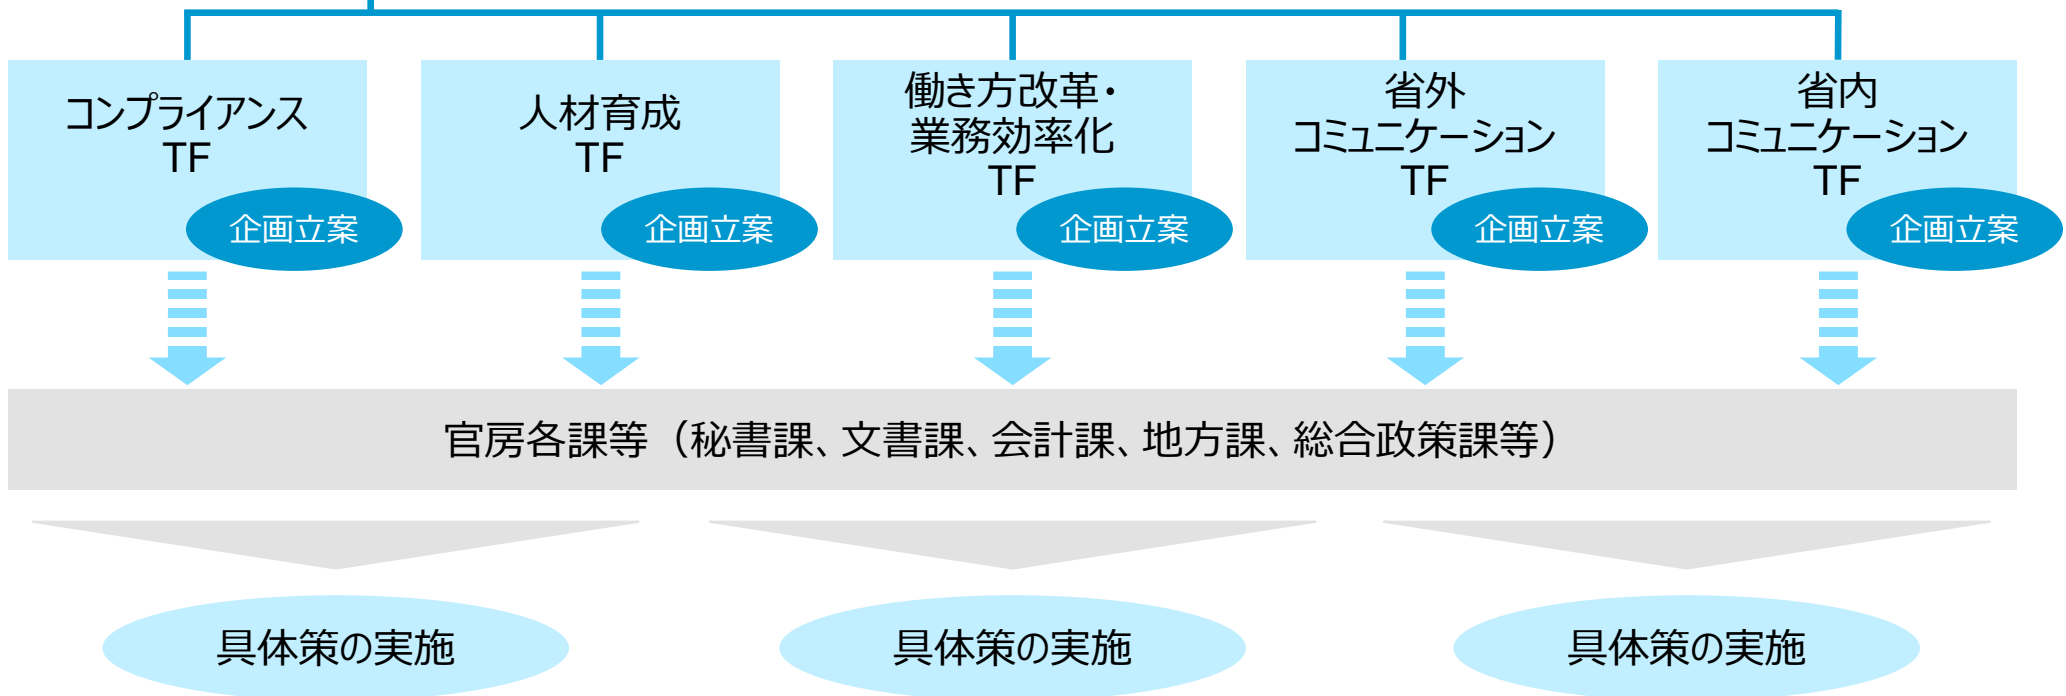 コンプライアンス
TF
企画立案
人材育成
TF
企画立案
働き方改革・
業務効率化
TF
企画立案
省外
コミュニケーション
TF
企画立案
省内
コミュニケーション
TF
企画立案
官房各課等（秘書課、文書課、会計課、地方課、総合政策課等）
具体策の実施
具体策の実施
具体策の実施